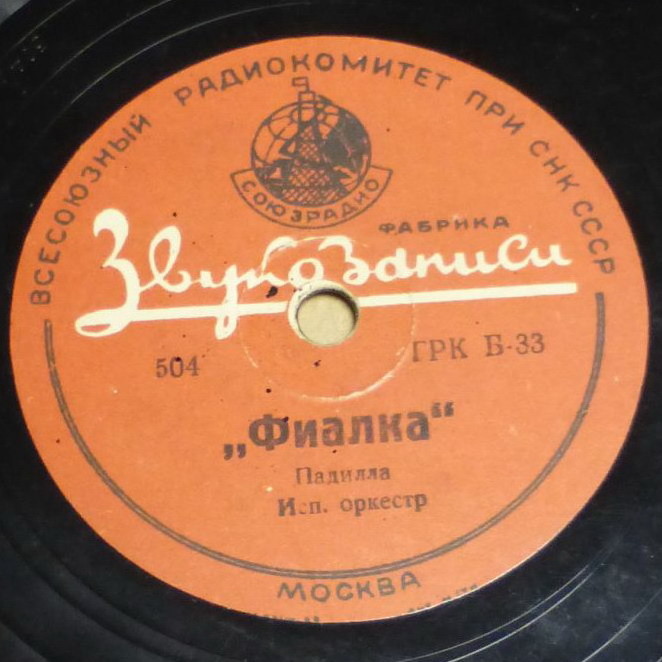 ВСЕСОЮЗНЫЙ РАДИОКОМИТЕТ ПРИ СНК СССР
СОЮЗРАДИО
ФАБРИКА
Звукозаписи
504
ГРК Б-33
„Фиалка“
Падилла
Исп. оркестр
МОСКВА